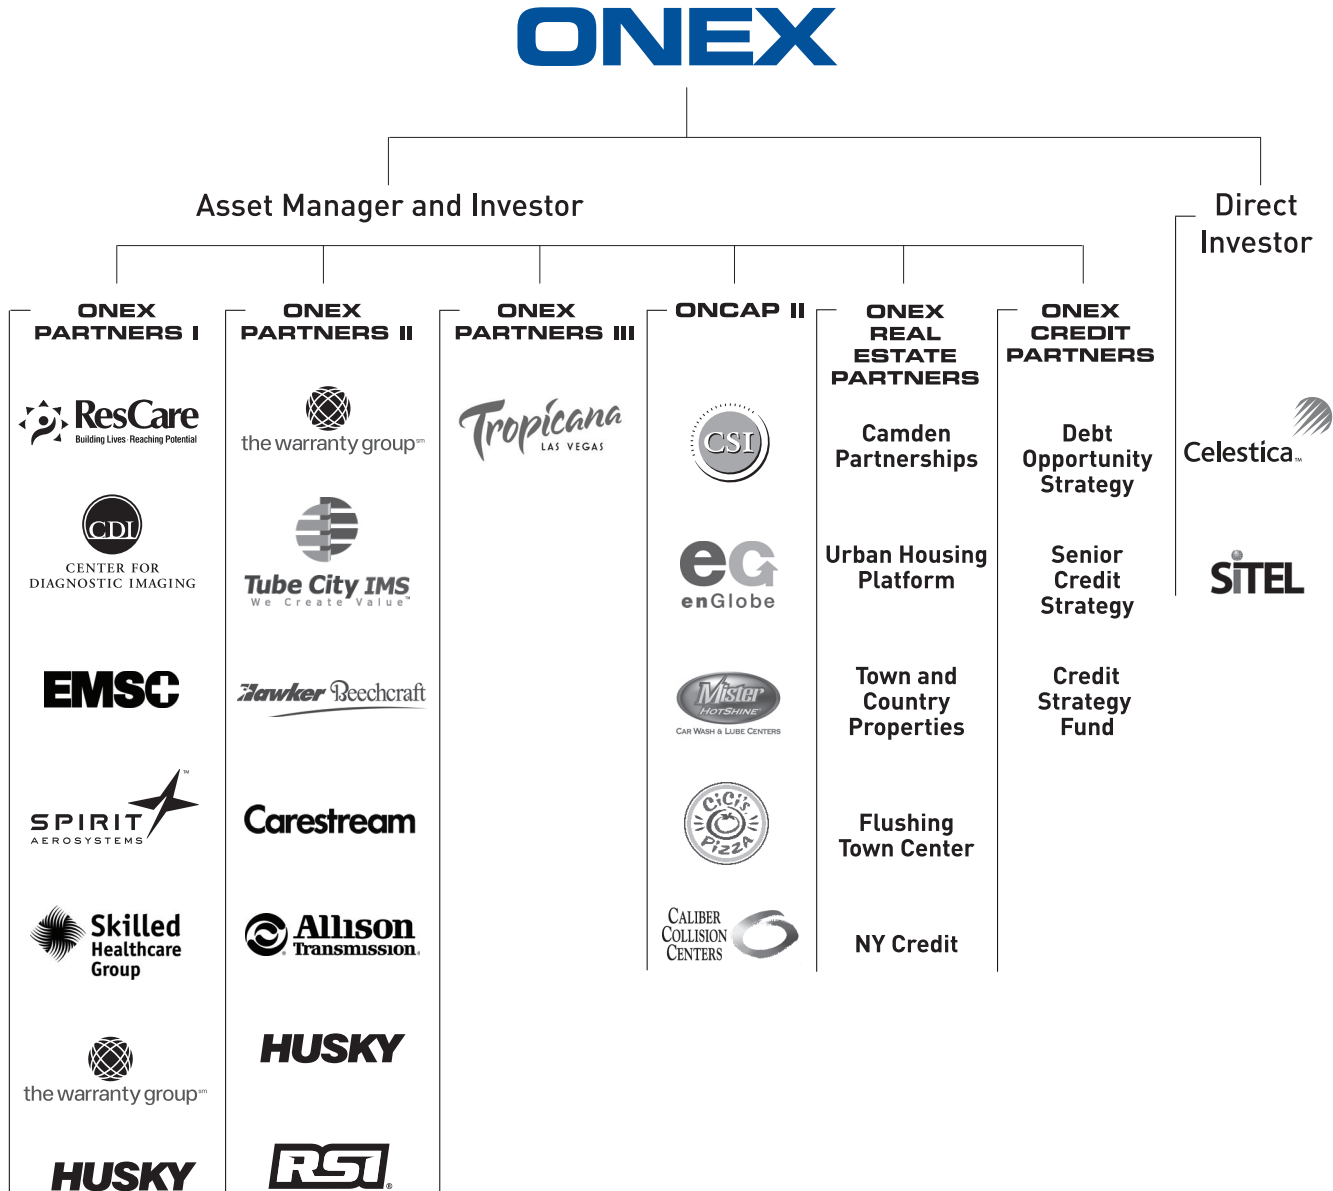 ONEX
Asset Manager and Investor
Direct
Investor
ONEX
PARTNERS I
ResCare
Building Lives · Reaching Potential
CDI
CENTER FOR
DIAGNOSTIC IMAGING
EMSC
SPIRIT™
AEROSYSTEMS
Skilled
Healthcare
Group
the warranty group℠
HUSKY
ONEX
PARTNERS II
the warranty group℠
Tube City IMS
We Create Value™
Hawker Beechcraft
Carestream
Allison
Transmission®
HUSKY
RSI®
ONEX
PARTNERS III
Tropicana
LAS VEGAS
ONCAP II
CSI
eG
enGlobe
Mister
HOTSHINE
CAR WASH & LUBE CENTERS
CiCi's
Pizza
CALIBER
COLLISION
CENTERS
ONEX
REAL
ESTATE
PARTNERS
Camden
Partnerships
Urban Housing
Platform
Town and
Country
Properties
Flushing
Town Center
NY Credit
ONEX
CREDIT
PARTNERS
Debt
Opportunity
Strategy
Senior
Credit
Strategy
Credit
Strategy
Fund
Celestica™
SITEL